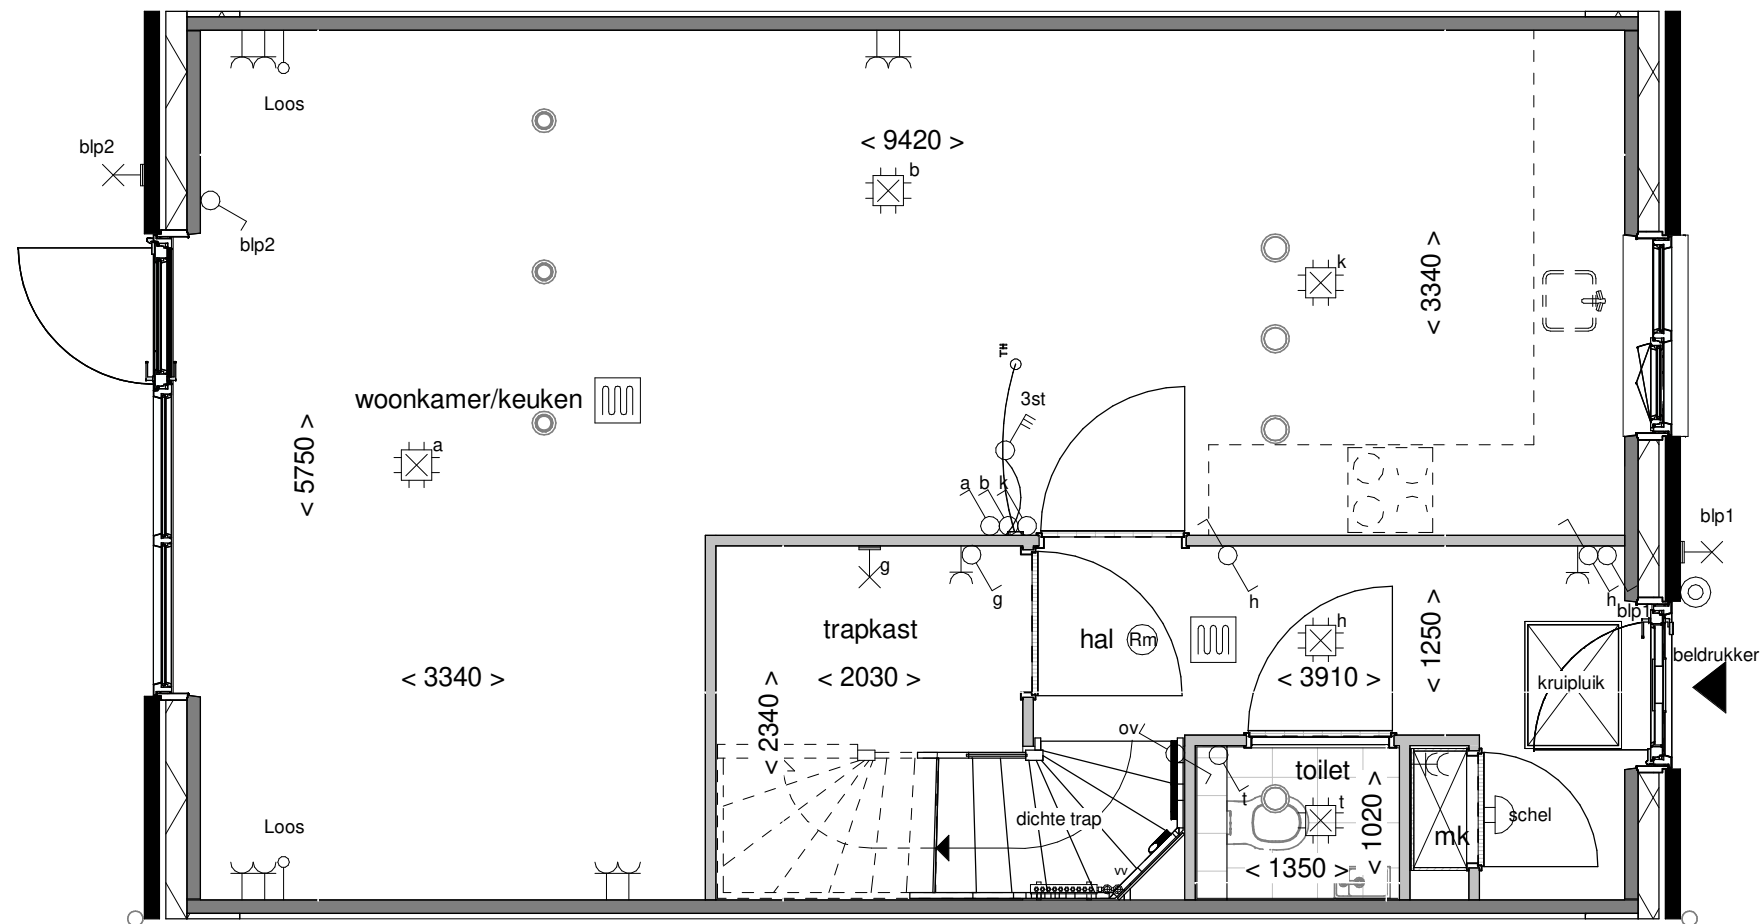 Loos
blp2
< 9420 >
b
blp2
k
< 3340 >
TH
3st
woonkamer/keuken
a
< 5750 >
a b k
blp1
g
g
h
h
blp1
trapkast
hal
Rm
h
< 1250 >
beldrukker
< 3340 >
< 2030 >
< 3910 >
kruipluik
< 2340 >
ov
toilet
t
t
< 1020 >
Loos
dichte trap
schel
mk
vv
< 1350 >